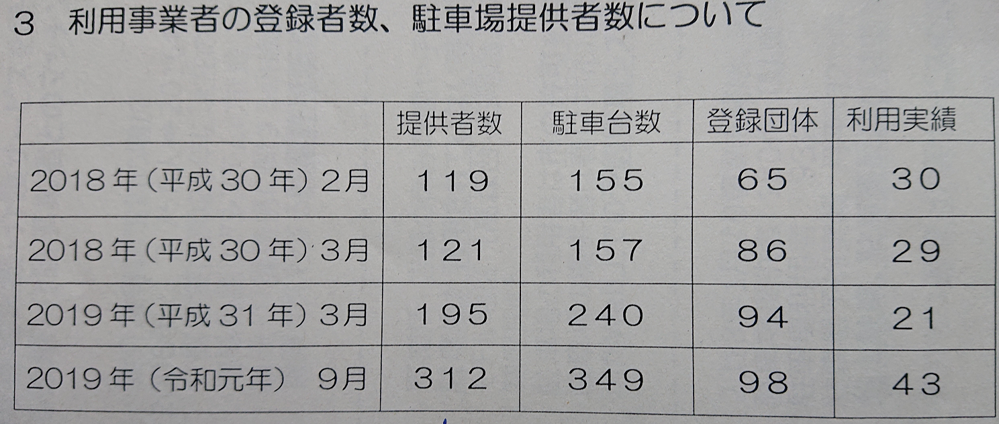 3　利用事業者の登録者数、駐車場提供者数について
提供者数 駐車台数 登録団体 利用実績
2018年(平成30年)2月 119 155 65 30
2018年(平成30年)3月 121 157 86 29
2019年(平成31年)3月 195 240 94 21
2019年(令和元年) 9月 312 349 98 43